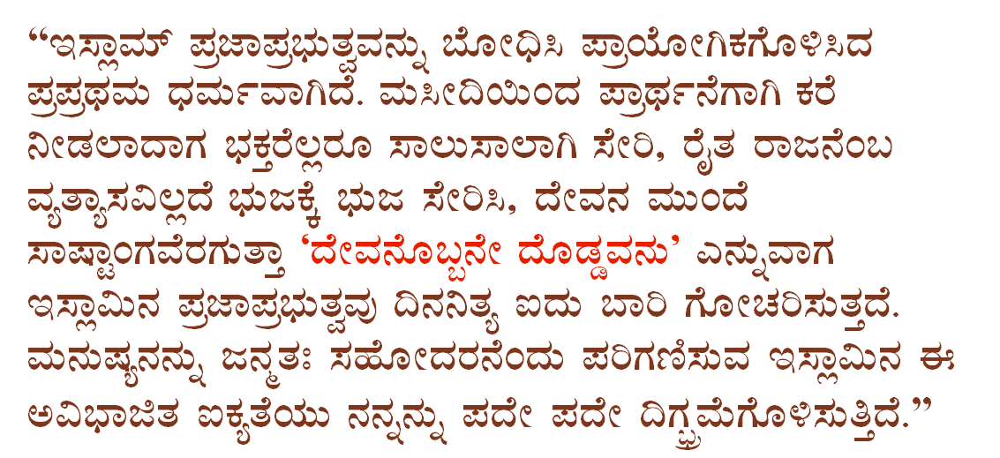 “ಇಸ್ಲಾಮ್ ಪ್ರಜಾಪ್ರಭುತ್ವವನ್ನು ಬೋಧಿಸಿ ಪ್ರಾಯೋಗಿಕಗೊಳಿಸಿದ
ಪ್ರಪ್ರಥಮ ಧರ್ಮವಾಗಿದೆ. ಮಸೀದಿಯಿಂದ ಪ್ರಾರ್ಥನೆಗಾಗಿ ಕರೆ
ನೀಡಲಾದಾಗ ಭಕ್ತರೆಲ್ಲರೂ ಸಾಲುಸಾಲಾಗಿ ಸೇರಿ, ರೈತ ರಾಜನೆಂಬ
ವ್ಯತ್ಯಾಸವಿಲ್ಲದೆ ಭುಜಕ್ಕೆ ಭುಜ ಸೇರಿಸಿ, ದೇವನ ಮುಂದೆ
ಸಾಷ್ಟಾಂಗವೆರಗುತ್ತಾ ‘ದೇವನೊಬ್ಬನೇ ದೊಡ್ಡವನು’ ಎನ್ನುವಾಗ
ಇಸ್ಲಾಮಿನ ಪ್ರಜಾಪ್ರಭುತ್ವವು ದಿನನಿತ್ಯ ಐದು ಬಾರಿ ಗೋಚರಿಸುತ್ತದೆ.
ಮನುಷ್ಯನನ್ನು ಜನ್ಮತಃ ಸಹೋದರನೆಂದು ಪರಿಗಣಿಸುವ ಇಸ್ಲಾಮಿನ ಈ
ಅವಿಭಾಜಿತ ಐಕ್ಯತೆಯು ನನ್ನನ್ನು ಪದೇ ಪದೇ ದಿಗ್ಭ್ರಮೆಗೊಳಿಸುತ್ತಿದೆ.”